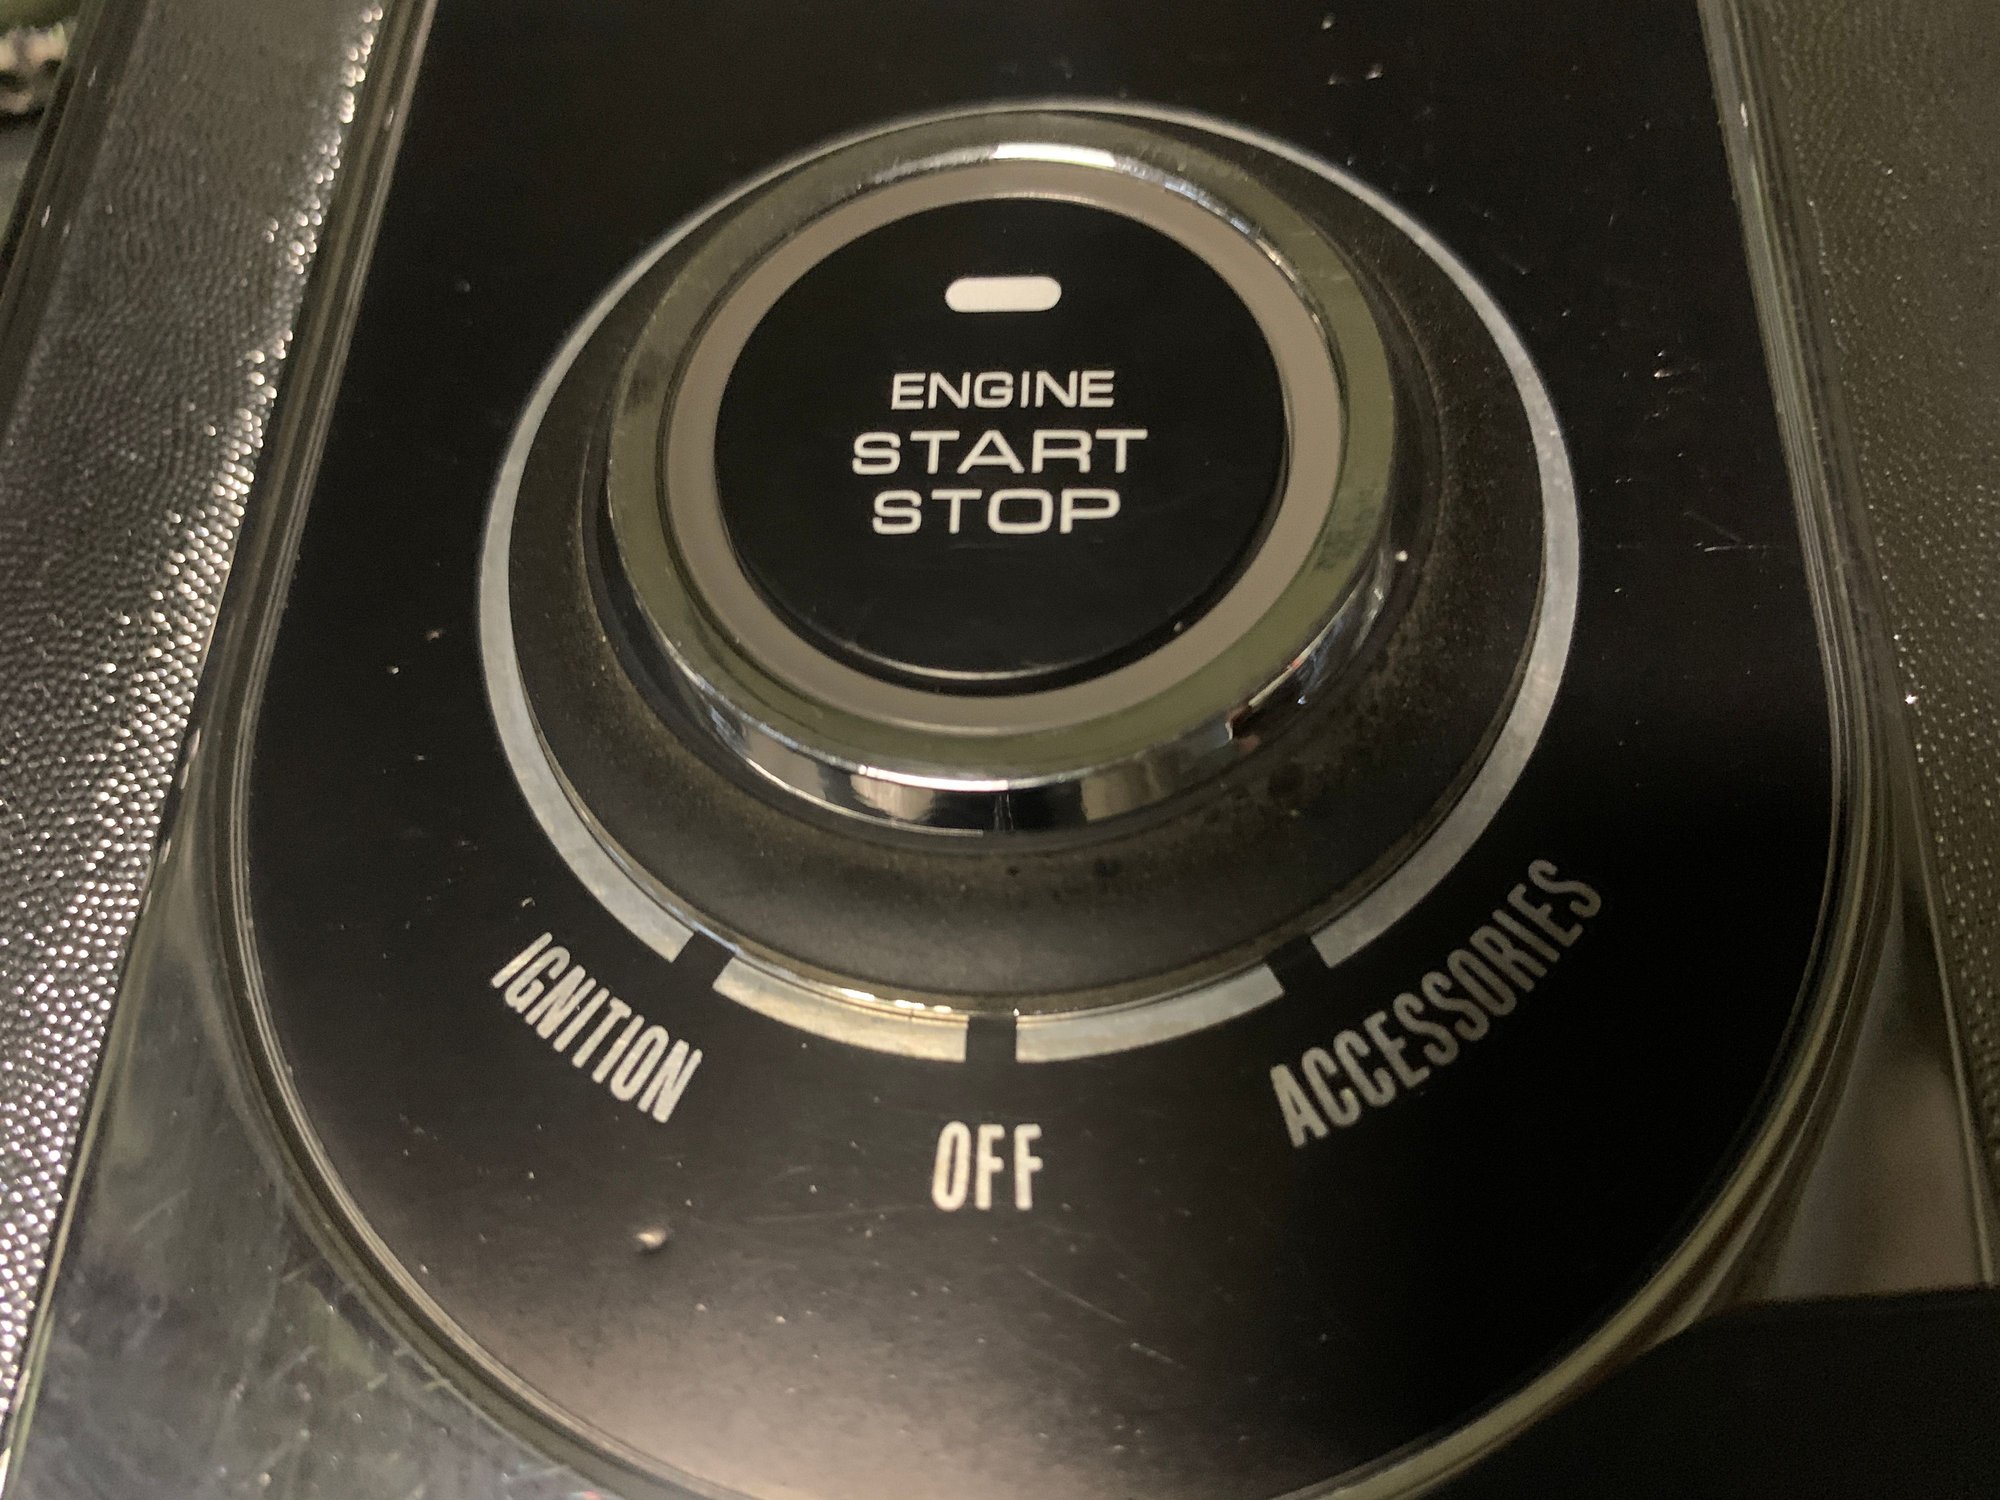 ENGINE
START
STOP
IGNITION
OFF
ACCESSORIES